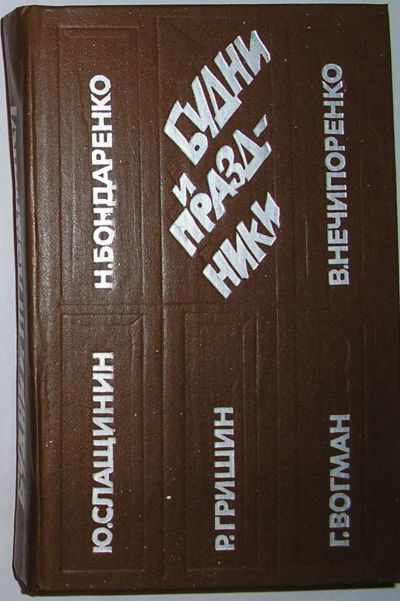 Ю.СЛАЩИНИН
Н.БОНДАРЕНКО
Р.ГРИШИН
БУДНИ
И
ПРАЗД-
НИКИ
Г.ВОГМАН
В.НЕЧИПОРЕНКО